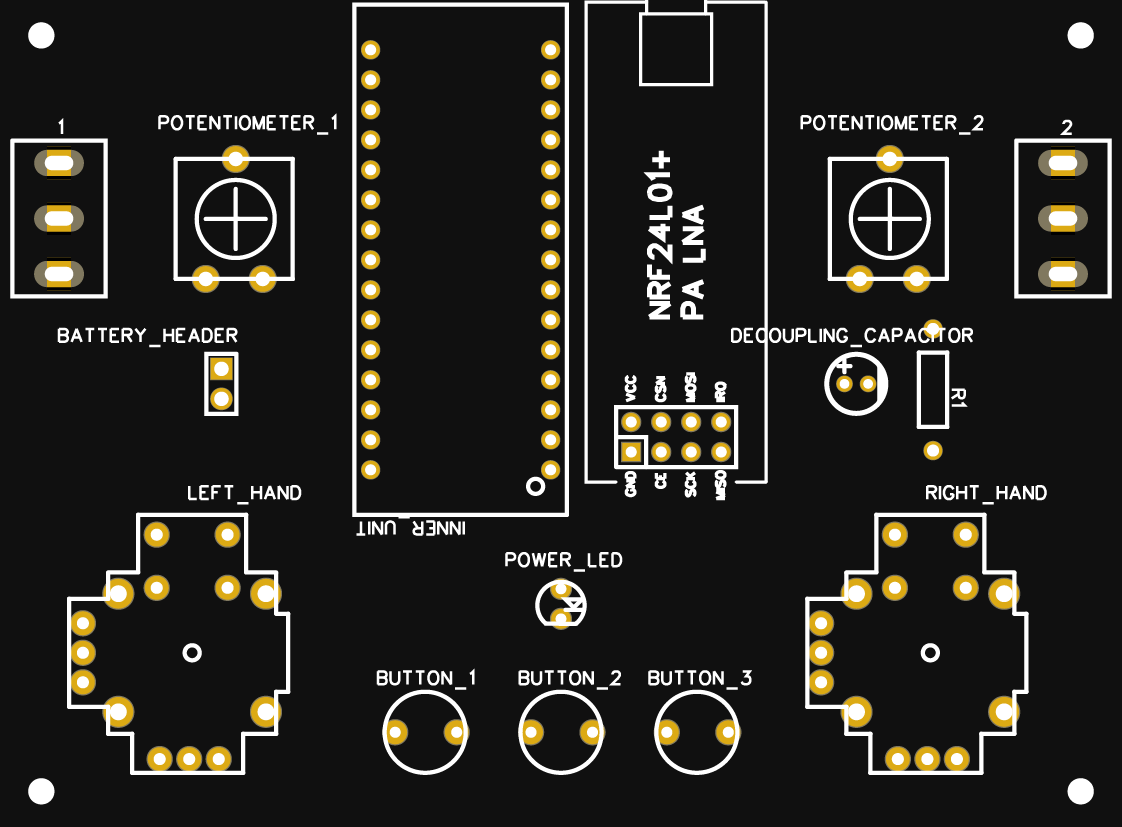 1
POTENTIOMETER_1
POTENTIOMETER_2
2
NRF24L01+
PA LNA
BATTERY_HEADER
DECOUPLING_CAPACITOR
+
R1
VCC
CSN
MOSI
IRQ
GND
CE
SCK
MISO
LEFT_HAND
RIGHT_HAND
INNER_UNIT
POWER_LED
BUTTON_1
BUTTON_2
BUTTON_3